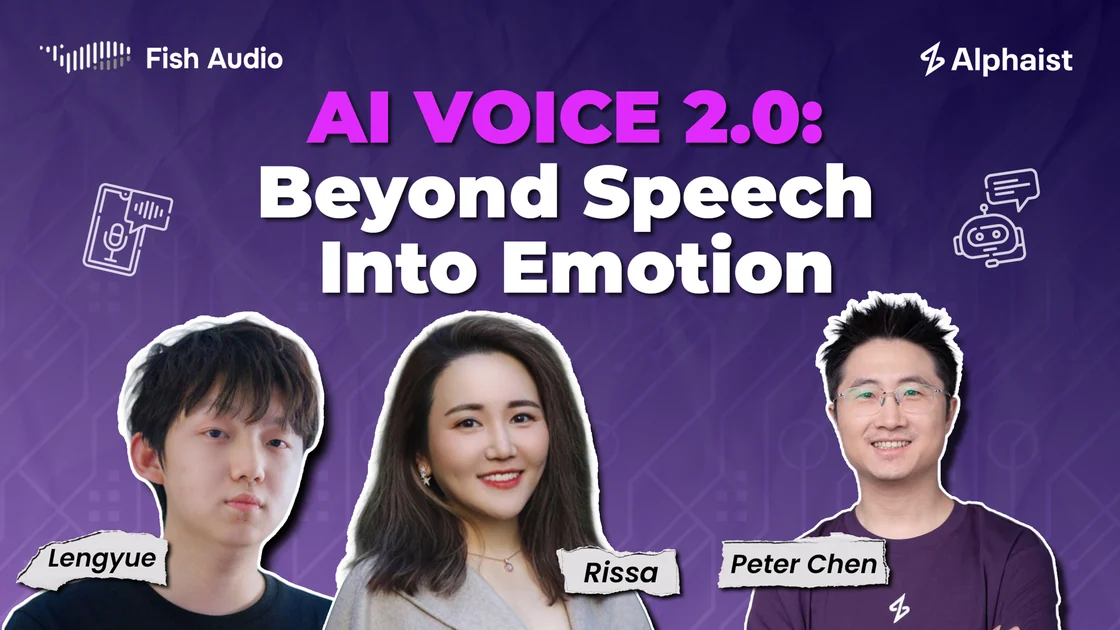 Fish Audio
Alphaist
AI VOICE 2.0:
Beyond Speech
Into Emotion
Lengyue
Rissa
Peter Chen